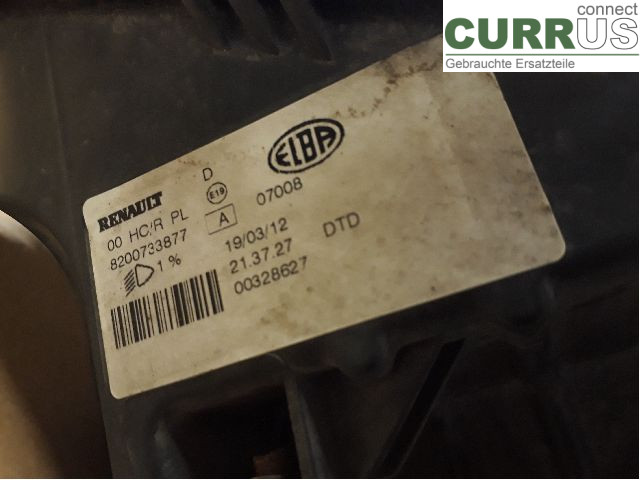 connect
CURRUS
Gebrauchte Ersatzteile
ELBA
RENAULT D E19 07008
00 HC/R PL A
8200733877 19/03/12 DTD
1 % 21.37.27
00328627